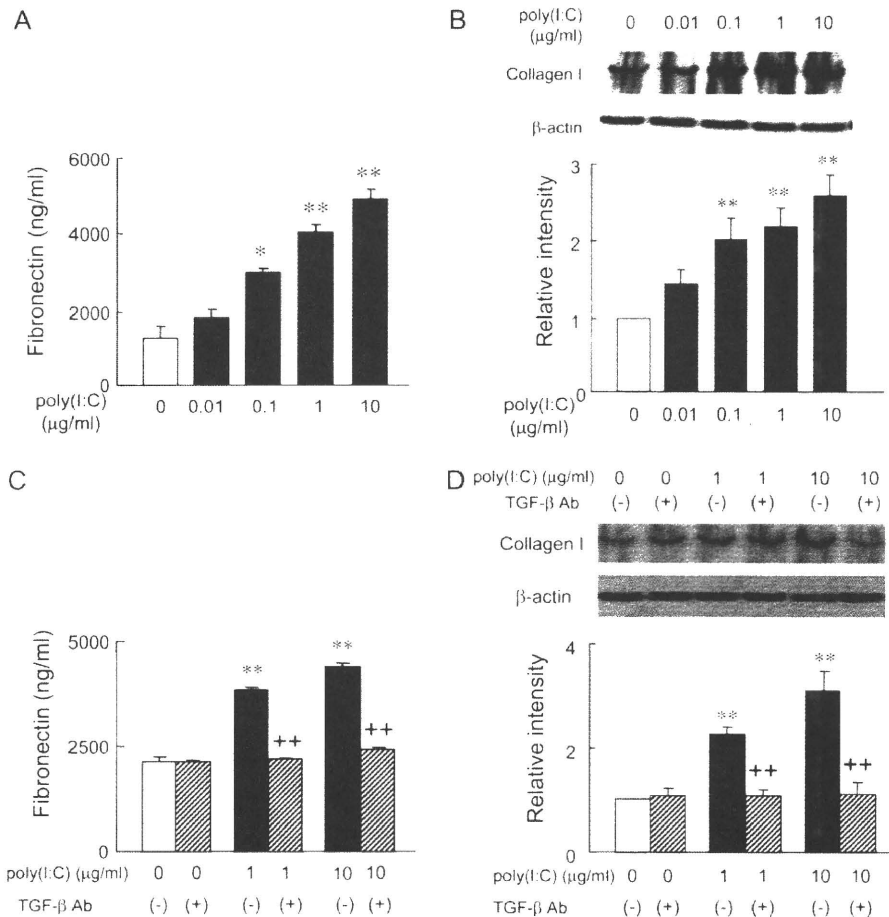 A
6000
4000
2000
0
Fibronectin (ng/ml)
* ** **
poly(I:C) 0 0.01 0.1 1 10
(μg/ml)
B
poly(I:C) 0 0.01 0.1 1 10
(μg/ml)
Collagen I
β-actin
3
2
1
0
Relative intensity
** ** **
poly(I:C) 0 0.01 0.1 1 10
(μg/ml)
C
5000
2500
0
Fibronectin (ng/ml)
** ++ ** ++
poly(I:C) (μg/ml) 0 0 1 1 10 10
TGF-β Ab (-) (+) (-) (+) (-) (+)
D
poly(I:C) (μg/ml) 0 0 1 1 10 10
TGF-β Ab (-) (+) (-) (+) (-) (+)
Collagen I
β-actin
4
2
0
Relative intensity
** ++ ** ++
poly(I:C) (μg/ml) 0 0 1 1 10 10
TGF-β Ab (-) (+) (-) (+) (-) (+)